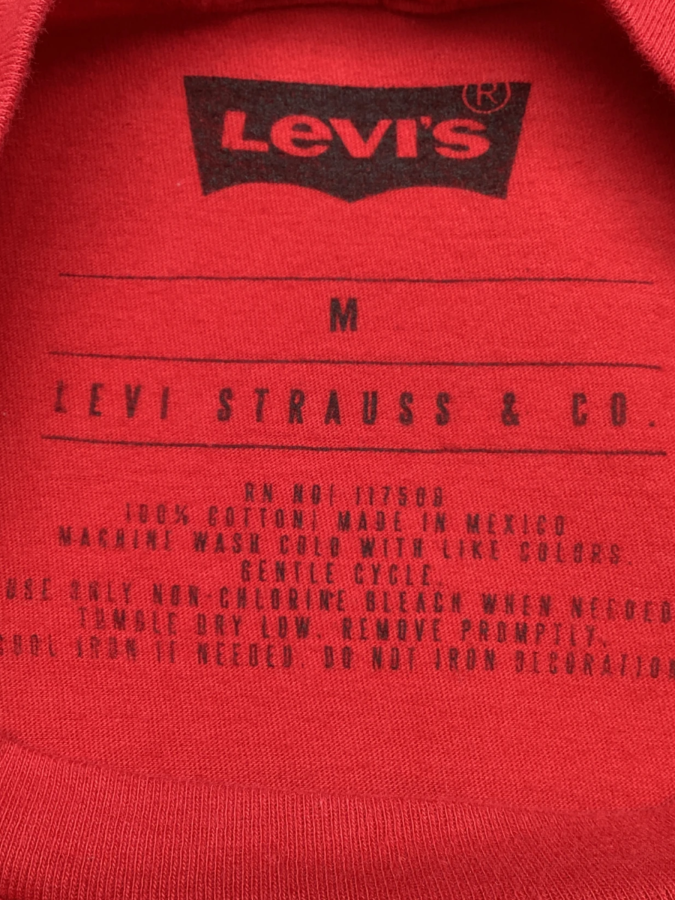 LEVI'S ®
M
LEVI STRAUSS & CO.
RN NO: 117508
100% COTTON MADE IN MEXICO
MACHINE WASH COLD WITH LIKE COLORS.
GENTLE CYCLE.
USE ONLY NON-CHLORINE BLEACH WHEN NEEDED
TUMBLE DRY LOW. REMOVE PROMPTLY.
COOL IRON IF NEEDED. DO NOT IRON DECORATION